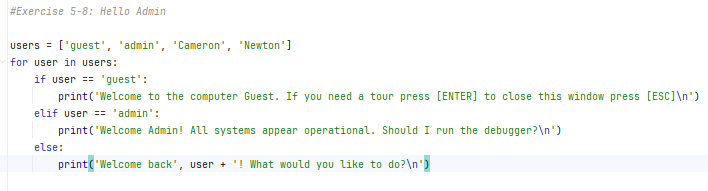 #Exercise 5-8: Hello Admin
users = ['guest', 'admin', 'Cameron', 'Newton']
for user in users:
    if user == 'guest':
        print('Welcome to the computer Guest. If you need a tour press [ENTER] to close this window press [ESC]\n')
    elif user == 'admin':
        print('Welcome Admin! All systems appear operational. Should I run the debugger?\n')
    else:
        print('Welcome back', user + '! What would you like to do?\n')